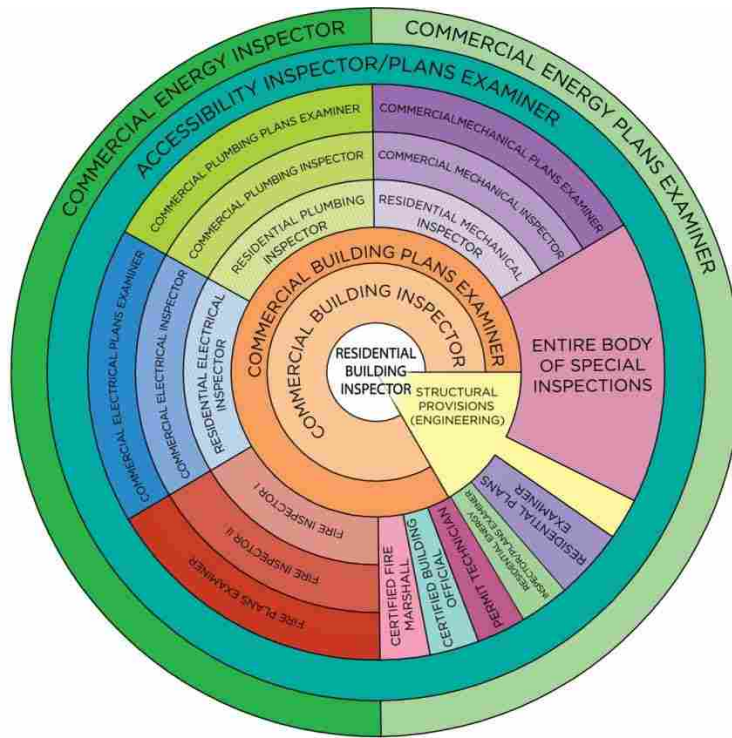 COMMERCIAL ENERGY INSPECTOR
COMMERCIAL ENERGY PLANS EXAMINER
ACCESSIBILITY INSPECTOR/PLANS EXAMINER
COMMERCIAL PLUMBING PLANS EXAMINER
COMMERCIAL PLUMBING INSPECTOR
RESIDENTIAL PLUMBING
INSPECTOR
COMMERCIALMECHANICAL PLANS EXAMINER
COMMERCIAL MECHANICAL INSPECTOR
RESIDENTIAL MECHANICAL
INSPECTOR
COMMERCIAL ELECTRICAL PLANS EXAMINER
COMMERCIAL ELECTRICAL INSPECTOR
RESIDENTIAL ELECTRICAL
INSPECTOR
COMMERCIAL BUILDING PLANS EXAMINER
COMMERCIAL BUILDING INSPECTOR
RESIDENTIAL
BUILDING
INSPECTOR
STRUCTURAL
PROVISIONS
(ENGINEERING)
ENTIRE BODY
OF SPECIAL
INSPECTIONS
RESIDENTIAL PLANS
EXAMINER
RESIDENTIAL ENERGY
INSPECTOR/PLANS EXAMINER
PERMIT TECHNICIAN
CERTIFIED BUILDING
OFFICIAL
CERTIFIED FIRE
MARSHALL
FIRE INSPECTOR I
FIRE INSPECTOR II
FIRE PLANS EXAMINER